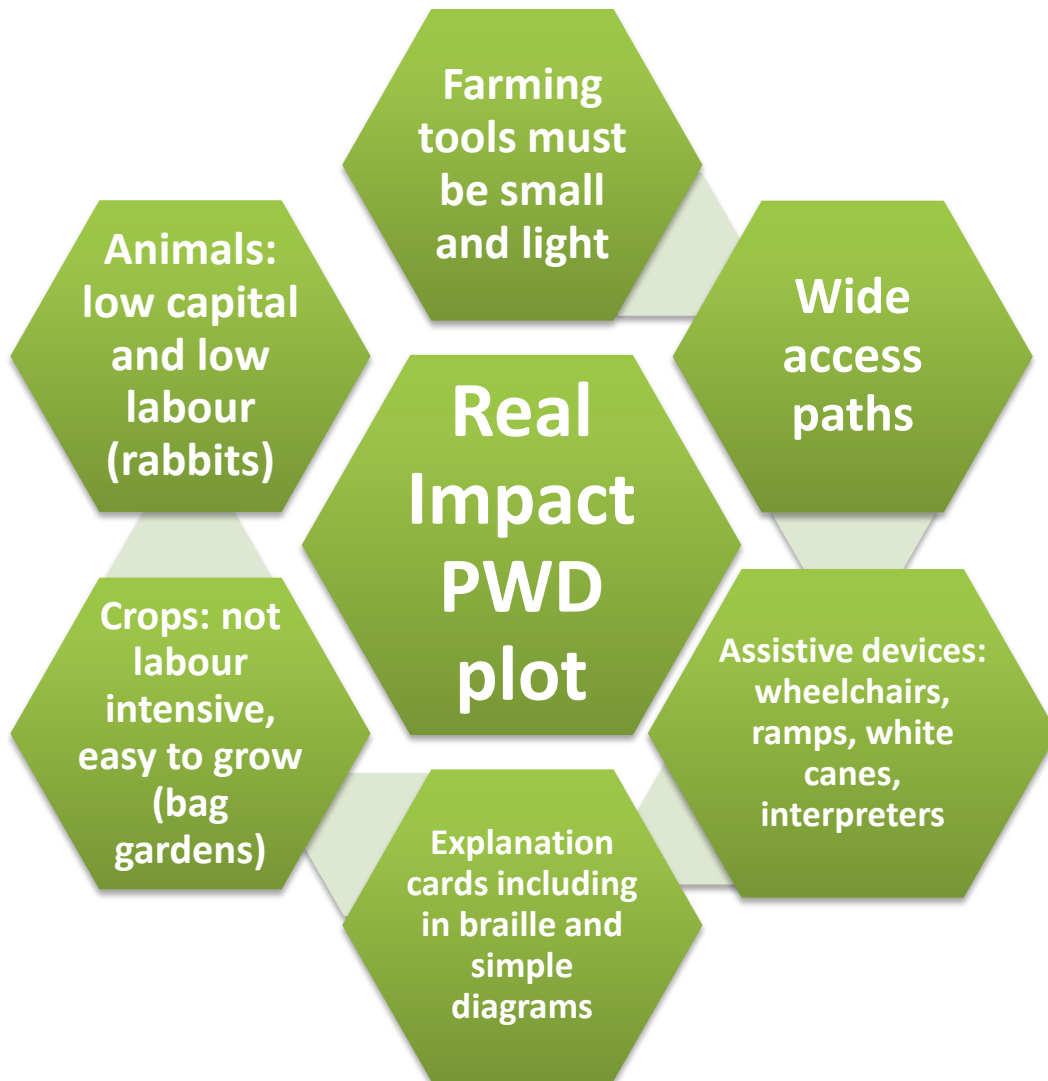 Farming
tools must
be small
and light
Wide
access
paths
Assistive devices:
wheelchairs,
ramps, white
canes,
interpreters
Explanation
cards including
in braille and
simple
diagrams
Crops: not
labour
intensive,
easy to grow
(bag
gardens)
Animals:
low capital
and low
labour
(rabbits)
Real
Impact
PWD
plot